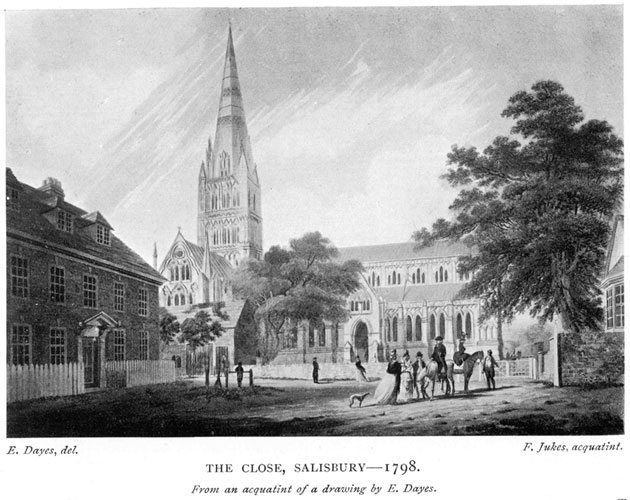 E. Dayes, del.
F. Jukes, acquatint.
THE CLOSE, SALISBURY—1798.
From an acquatint of a drawing by E. Dayes.